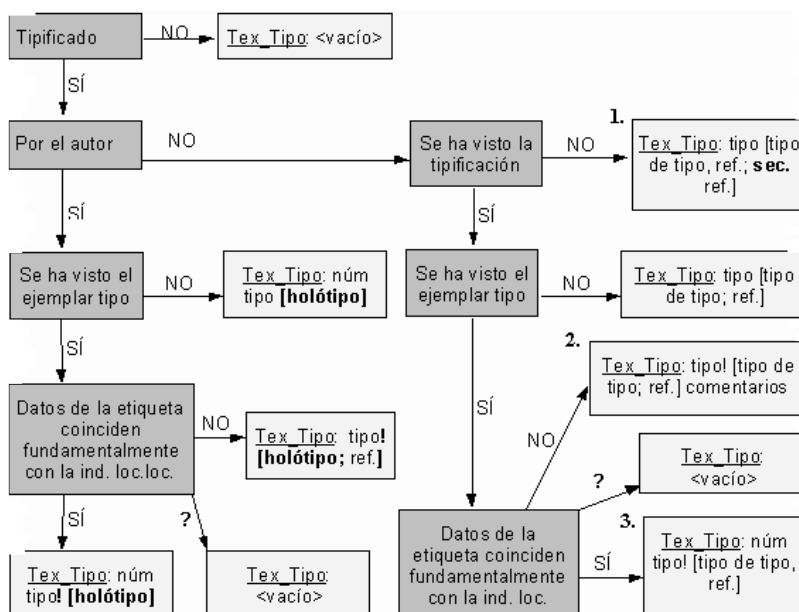 Tipificado
NO
Tex_Tipo: <vacío>
SÍ
Por el autor
NO
Se ha visto la
tipificación
NO
1.
Tex_Tipo: tipo [tipo
de tipo, ref.; sec.
ref.]
SÍ
SÍ
Se ha visto el
ejemplar tipo
NO
Tex_Tipo: núm
tipo [holótipo]
Se ha visto el
ejemplar tipo
NO
Tex_Tipo: tipo [tipo
de tipo; ref.]
SÍ
SÍ
2.
Tex_Tipo: tipo! [tipo de
tipo; ref.] comentarios
Datos de la etiqueta
coinciden
fundamentalmente
con la ind. loc.loc.
NO
Tex_Tipo: tipo!
[holótipo; ref.]
NO
?
Tex_Tipo:
<vacío>
SÍ
?
Tex_Tipo: núm
tipo! [holótipo]
Tex_Tipo:
<vacío>
Datos de la
etiqueta coinciden
fundamentalmente
con la ind. loc.
SÍ
3.
Tex_Tipo: núm
tipo! [tipo de tipo,
ref.]